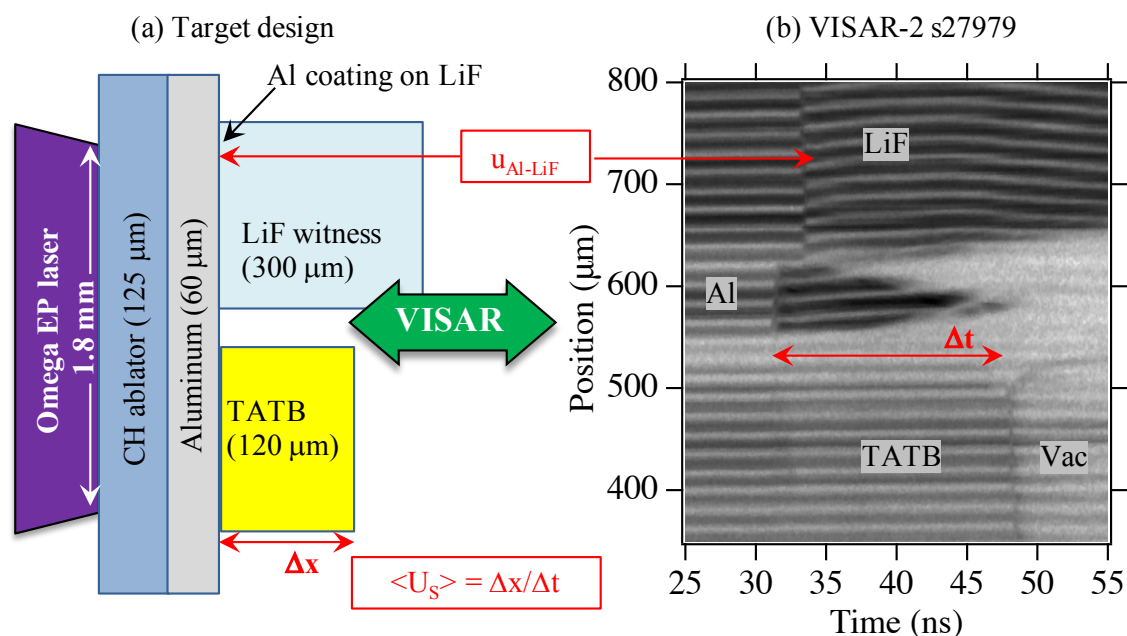 (a) Target design
Al coating on LiF
Omega EP laser
1.8 mm
CH ablator (125 μm)
Aluminum (60 μm)
u_Al-LiF
LiF witness
(300 μm)
VISAR
TATB
(120 μm)
Δx
<U_S> = Δx/Δt
(b) VISAR-2 s27979
800
700
600
500
400
Position (μm)
LiF
Al
Δt
TATB
Vac
25 30 35 40 45 50 55
Time (ns)